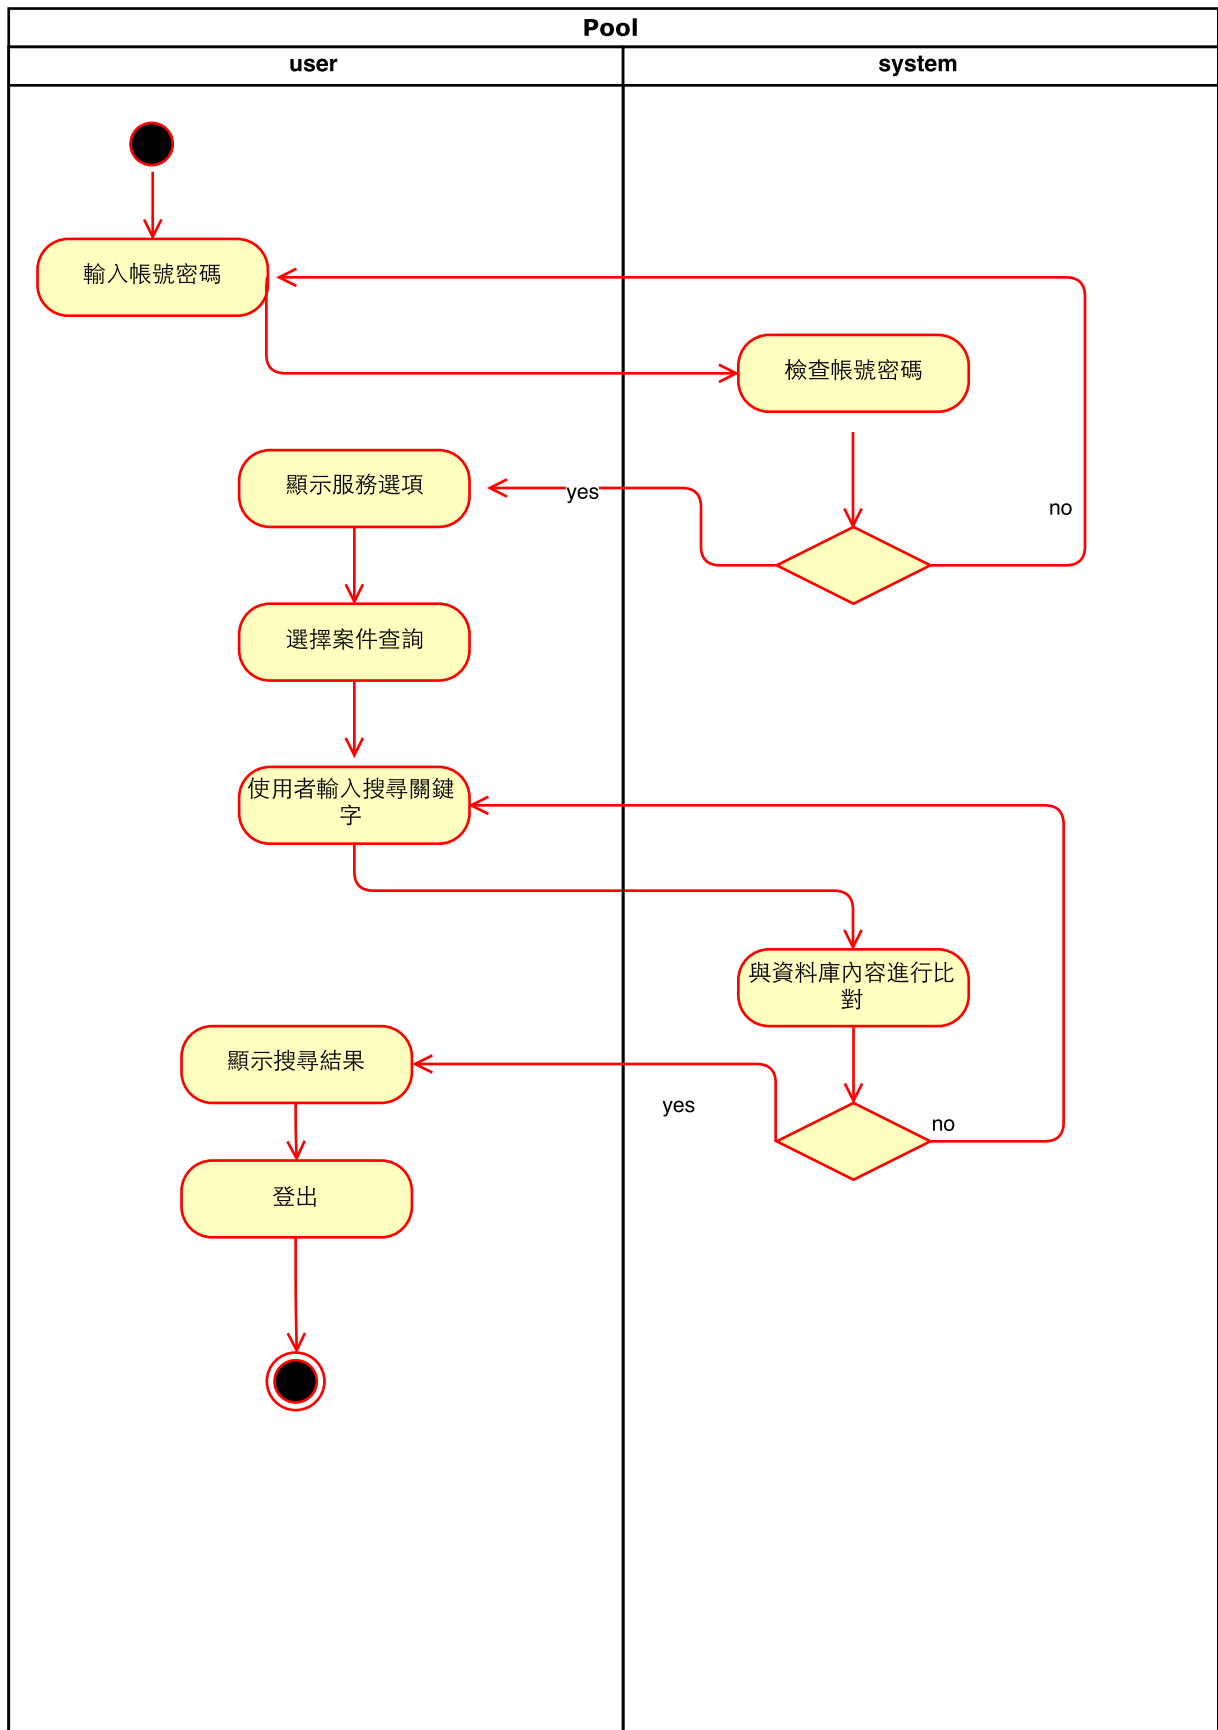 Pool
user
system
輸入帳號密碼
檢查帳號密碼
顯示服務選項
yes
no
選擇案件查詢
使用者輸入搜尋關鍵
字
與資料庫內容進行比
對
顯示搜尋結果
yes
no
登出